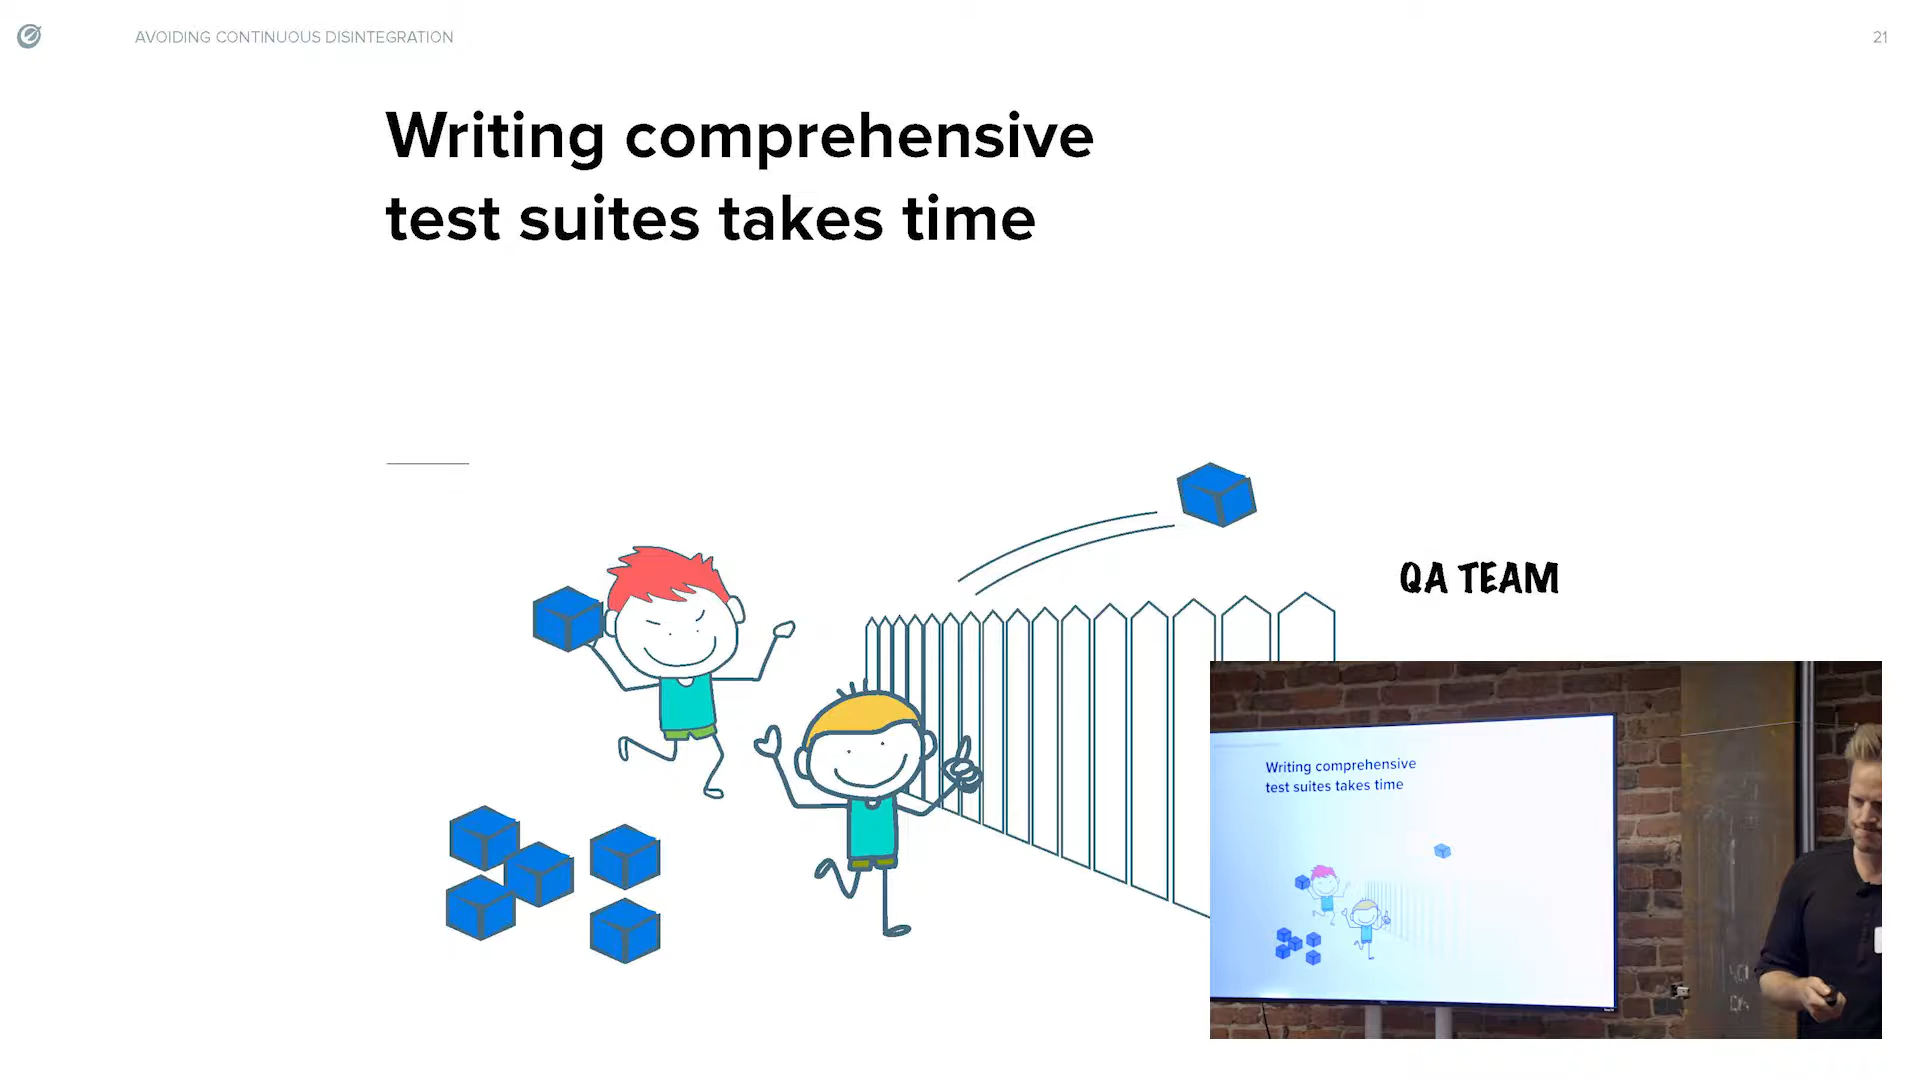 AVOIDING CONTINUOUS DISINTEGRATION
21
Writing comprehensive
test suites takes time
QA TEAM
Writing comprehensive
test suites takes time